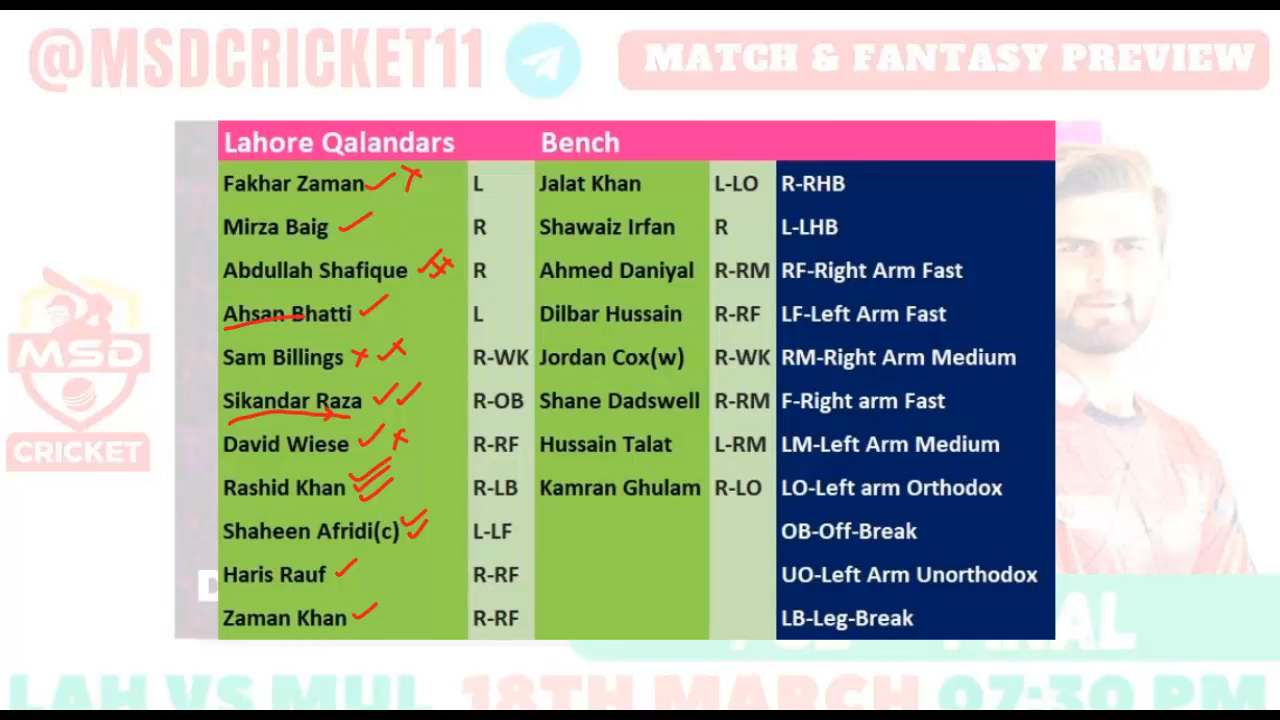 @MSDCRICKET11 MATCH & FANTASY PREVIEW
Lahore Qalandars Bench
Fakhar Zaman L Jalat Khan L-LO R-RHB
Mirza Baig R Shawaiz Irfan R L-LHB
Abdullah Shafique R Ahmed Daniyal R-RM RF-Right Arm Fast
Ahsan Bhatti L Dilbar Hussain R-RF LF-Left Arm Fast
Sam Billings R-WK Jordan Cox(w) R-WK RM-Right Arm Medium
Sikandar Raza R-OB Shane Dadswell R-RM F-Right arm Fast
David Wiese R-RF Hussain Talat L-RM LM-Left Arm Medium
Rashid Khan R-LB Kamran Ghulam R-LO LO-Left arm Orthodox
Shaheen Afridi(c) L-LF OB-Off-Break
Haris Rauf R-RF UO-Left Arm Unorthodox
Zaman Khan R-RF LB-Leg-Break
MSD
CRICKET
LAH VS MUL 18TH MARCH 07:30 PM